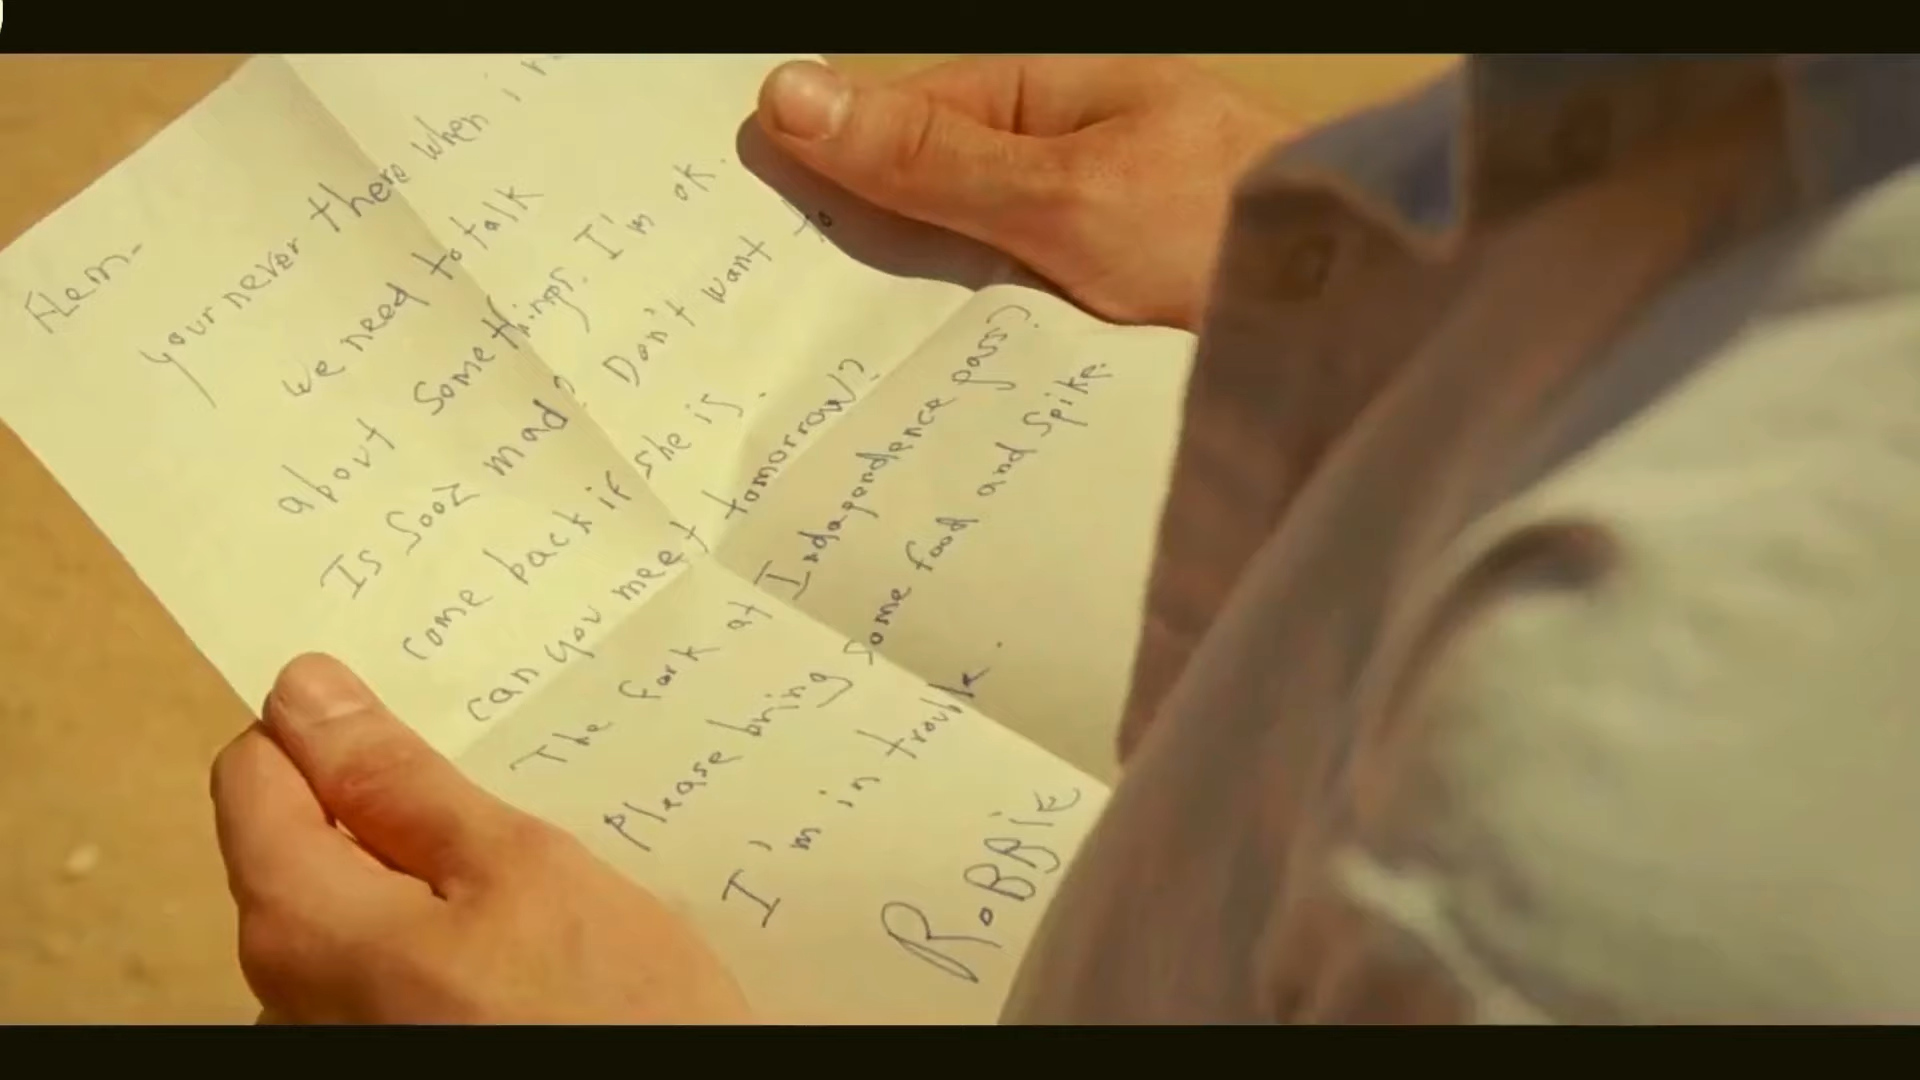 Flem-
your never there when i
we need to talk
about some things. I'm ok.
Is Sooz mad? Don't want to
come back if she is.
can you meet tomorrow?
The fork at Indapendence pass?
Please bring some food and Spike.
I'm in trouble.
RoBBiE